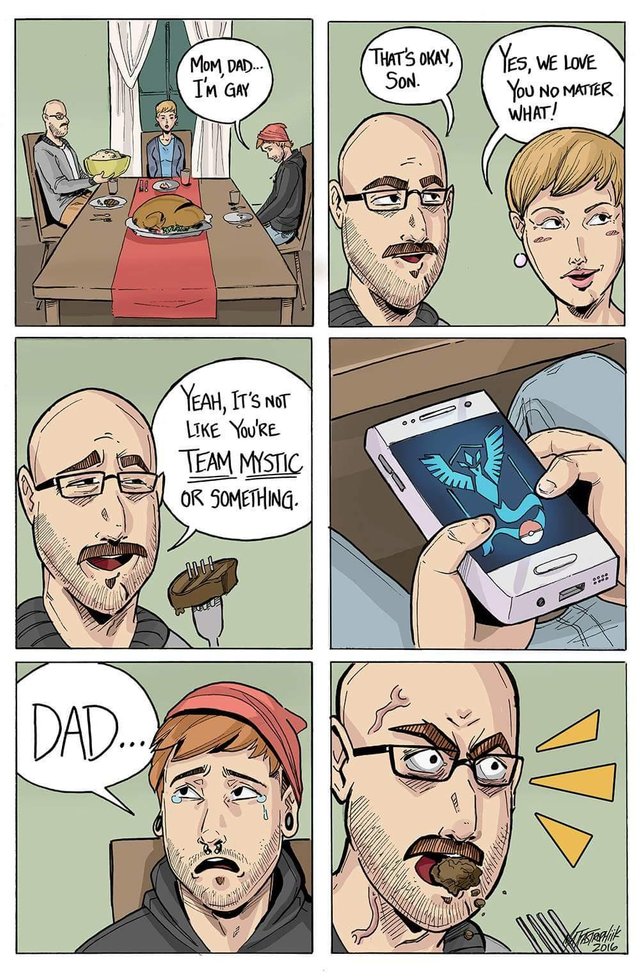 MOM, DAD...
I'M GAY
THAT'S OKAY,
SON.
YES, WE LOVE
YOU NO MATTER
WHAT!
YEAH, IT'S NOT
LIKE YOU'RE
TEAM MYSTIC
OR SOMETHING.
DAD...
2016